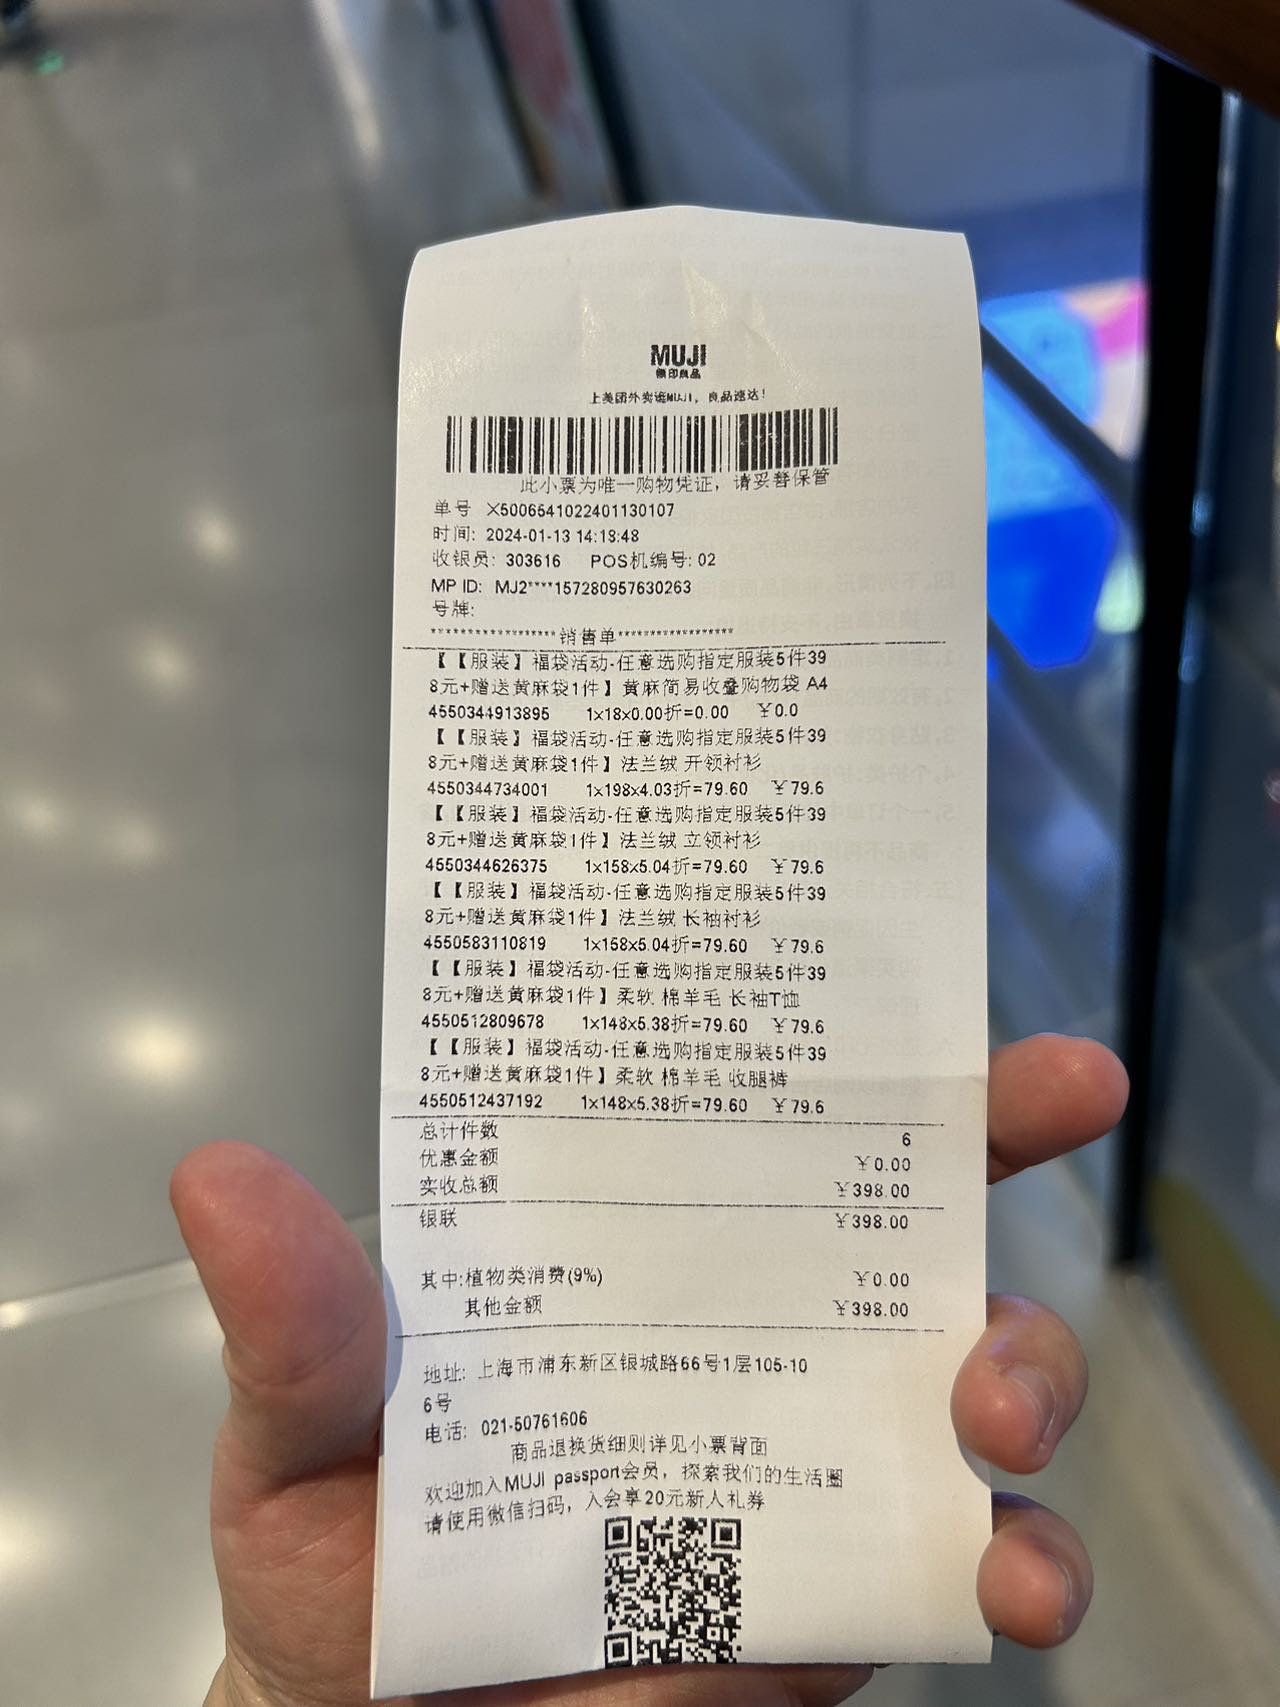 MUJI
無印良品
上美团外卖逛MUJI，良品速达！
此小票为唯一购物凭证，请妥善保管
单号 X5006541022401130107
时间: 2024-01-13 14:13:48
收银员: 303616 POS机编号: 02
MP ID: MJ2****157280957630263
号牌:
*****************销售单*****************
【【服装】福袋活动-任意选购指定服装5件39
8元+赠送黄麻袋1件】黄麻简易收叠购物袋 A4
4550344913895 1x18x0.00折=0.00 ￥0.0
【【服装】福袋活动-任意选购指定服装5件39
8元+赠送黄麻袋1件】法兰绒 开领衬衫
4550344734001 1x198x4.03折=79.60 ￥79.6
【【服装】福袋活动-任意选购指定服装5件39
8元+赠送黄麻袋1件】法兰绒 立领衬衫
4550344626375 1x158x5.04折=79.60 ￥79.6
【【服装】福袋活动-任意选购指定服装5件39
8元+赠送黄麻袋1件】法兰绒 长袖衬衫
4550583110819 1x158x5.04折=79.60 ￥79.6
【【服装】福袋活动-任意选购指定服装5件39
8元+赠送黄麻袋1件】柔软 棉羊毛 长袖T恤
4550512809678 1x148x5.38折=79.60 ￥79.6
【【服装】福袋活动-任意选购指定服装5件39
8元+赠送黄麻袋1件】柔软 棉羊毛 收腿裤
4550512437192 1x148x5.38折=79.60 ￥79.6
总计件数 6
优惠金额 ￥0.00
实收总额 ￥398.00
银联 ￥398.00
其中:植物类消费(9%) ￥0.00
其他金额 ￥398.00
地址: 上海市浦东新区银城路66号1层105-10
6号
电话: 021-50761606
商品退换货细则详见小票背面
欢迎加入MUJI passport会员，探索我们的生活圈
请使用微信扫码，入会享20元新人礼券